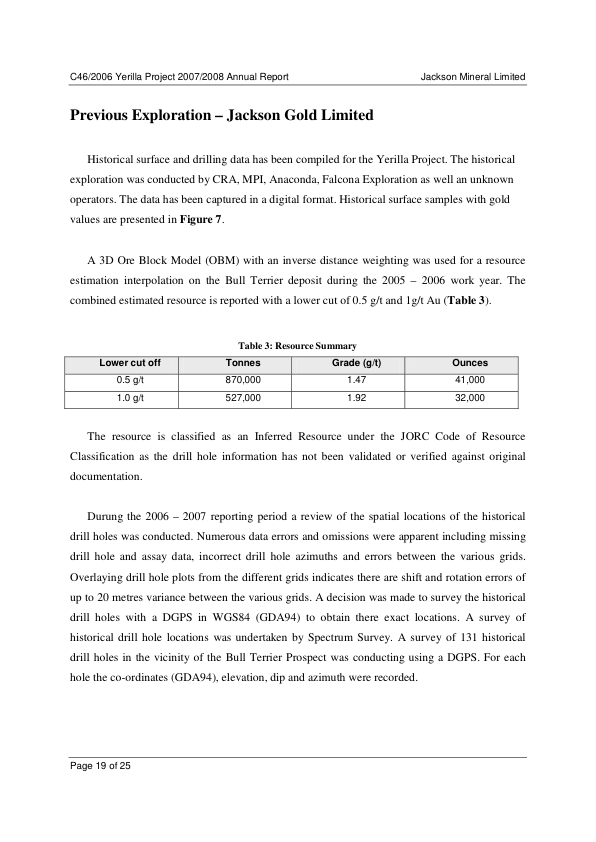 C46/2006 Yerilla Project 2007/2008 Annual Report Jackson Mineral Limited
Previous Exploration – Jackson Gold Limited
Historical surface and drilling data has been compiled for the Yerilla Project. The historical
exploration was conducted by CRA, MPI, Anaconda, Falcona Exploration as well an unknown
operators. The data has been captured in a digital format. Historical surface samples with gold
values are presented in Figure 7.
A 3D Ore Block Model (OBM) with an inverse distance weighting was used for a resource
estimation interpolation on the Bull Terrier deposit during the 2005 – 2006 work year. The
combined estimated resource is reported with a lower cut of 0.5 g/t and 1g/t Au (Table 3).
Table 3: Resource Summary
Lower cut off Tonnes Grade (g/t) Ounces
0.5 g/t 870,000 1.47 41,000
1.0 g/t 527,000 1.92 32,000
The resource is classified as an Inferred Resource under the JORC Code of Resource
Classification as the drill hole information has not been validated or verified against original
documentation.
Durung the 2006 – 2007 reporting period a review of the spatial locations of the historical
drill holes was conducted. Numerous data errors and omissions were apparent including missing
drill hole and assay data, incorrect drill hole azimuths and errors between the various grids.
Overlaying drill hole plots from the different grids indicates there are shift and rotation errors of
up to 20 metres variance between the various grids. A decision was made to survey the historical
drill holes with a DGPS in WGS84 (GDA94) to obtain there exact locations. A survey of
historical drill hole locations was undertaken by Spectrum Survey. A survey of 131 historical
drill holes in the vicinity of the Bull Terrier Prospect was conducting using a DGPS. For each
hole the co-ordinates (GDA94), elevation, dip and azimuth were recorded.
Page 19 of 25